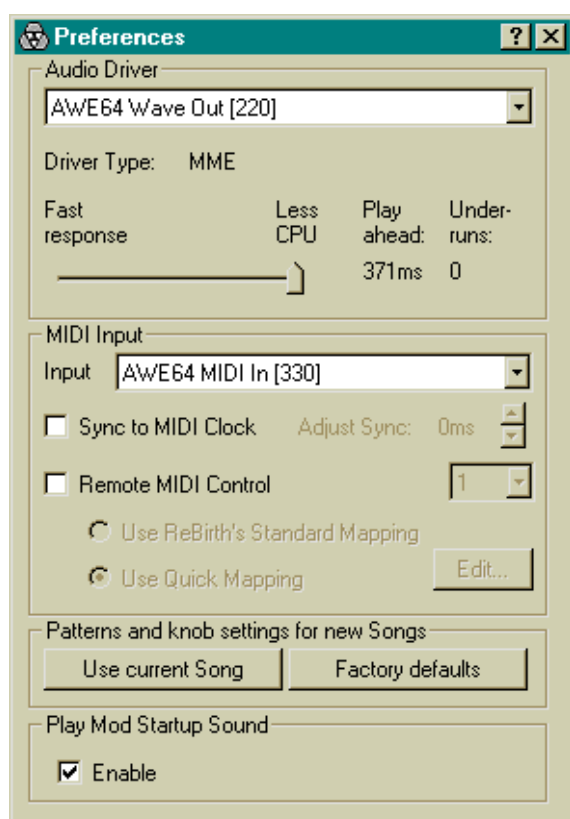 Preferences
Audio Driver
AWE64 Wave Out [220]
Driver Type: MME
Fast Less Play Under-
response CPU ahead: runs:
371ms 0
MIDI Input
Input AWE64 MIDI In [330]
Sync to MIDI Clock Adjust Sync: 0ms
Remote MIDI Control 1
Use ReBirth's Standard Mapping
Use Quick Mapping Edit...
Patterns and knob settings for new Songs
Use current Song Factory defaults
Play Mod Startup Sound
Enable